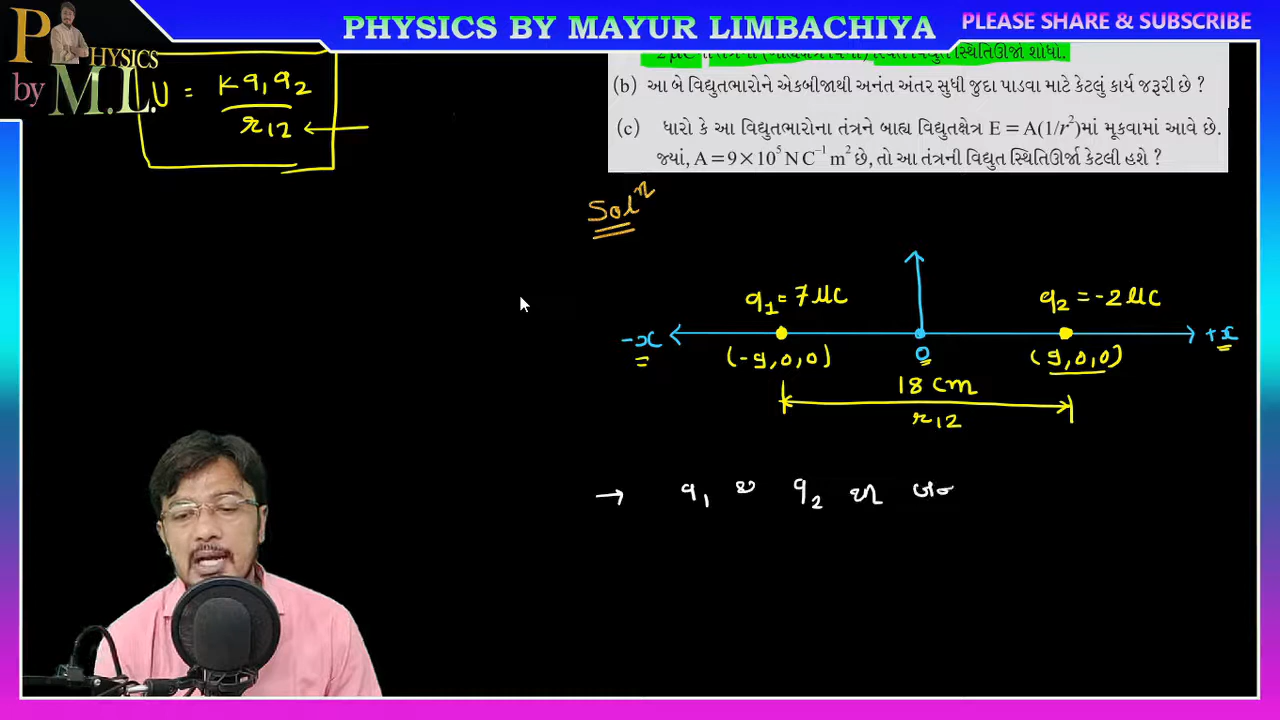 PHYSICS BY MAYUR LIMBACHIYA
PLEASE SHARE & SUBSCRIBE
PHYSICS
by M.L.
U = Kq₁q₂ / r₁₂
(b) આ બે વિદ્યુતભારોને એકબીજાથી અનંત અંતર સુધી જુદા પાડવા માટે કેટલું કાર્ય જરૂરી છે ?
(c) ધારો કે આ વિદ્યુતભારોના તંત્રને બાહ્ય વિદ્યુતક્ષેત્ર E = A(1/r²)માં મૂકવામાં આવે છે.
જ્યાં, A = 9×10⁵ N C⁻¹ m² છે, તો આ તંત્રની વિદ્યુત સ્થિતિઊર્જા કેટલી હશે ?
Solⁿ
q₁ = 7 μC
q₂ = -2 μC
-x
+x
(-9,0,0)
0
(9,0,0)
18 cm
r₁₂
→ q₁ q₂